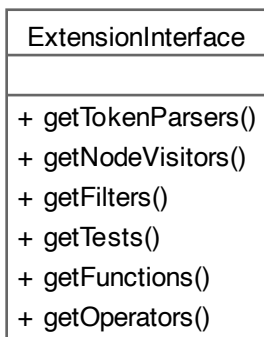 ExtensionInterface
+ getTokenParsers()
+ getNodeVisitors()
+ getFilters()
+ getTests()
+ getFunctions()
+ getOperators()